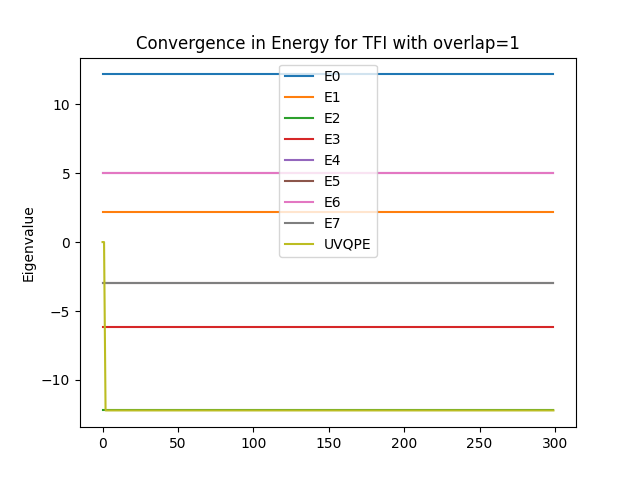 Convergence in Energy for TFI with overlap=1
E0
E1
E2
E3
E4
E5
E6
E7
UVQPE
Eigenvalue
10
5
0
−5
−10
0
50
100
150
200
250
300